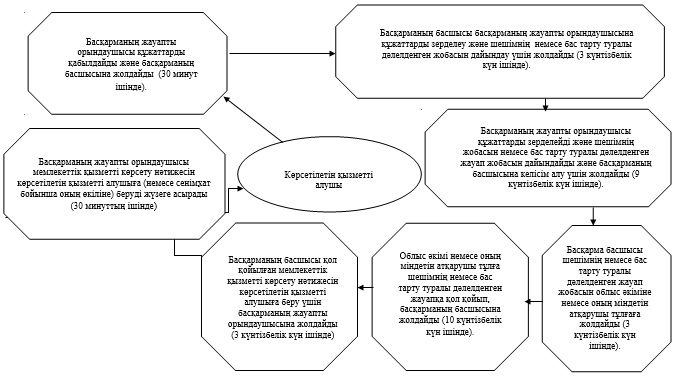 Басқарманың жауапты
орындаушысы құжаттарды
қабылдайды және басқарманың
басшысына жолдайды  (30 минут
ішінде).
Басқарманың басшысы басқарманың жауапты орындаушысына
құжаттарды зерделеу және шешімнің  немесе бас тарту туралы
дәлелденген жобасын дайындау үшін жолдайды (3 күнтізбелік
күн ішінде).
Басқарманың жауапты орындаушысы
құжаттарды зерделейді және шешімнің
жобасын немесе бас тарту туралы дәлелденген
жауап жобасын дайындайды және басқарманың
басшысына келісім алу үшін жолдайды (9
күнтізбелік күн ішінде).
Басқарма басшысы
шешімнің немесе бас
тарту туралы
дәлелденген жауап
жобасын облыс әкіміне
немесе оның міндетін
атқарушы тұлғаға
жолдайды (3
күнтізбелік күн
ішінде).
Облыс әкімі немесе оның
міндетін атқарушы тұлға
шешімнің немесе бас
тарту туралы дәлелденген
жауапқа қол қойып,
басқарманың басшысына
жолдайды (10 күнтізбелік
күн ішінде).
Басқарманың басшысы қол
қойылған мемлекеттік
қызметті көрсету нәтижесін
көрсетілетін қызметті
алушыға беру үшін
басқарманың жауапты
орындаушысына жолдайды
(3 күнтізбелік күн ішінде)
Басқарманың жауапты орындаушысы
мемлекеттік қызметті көрсету нәтижесін
көрсетілетін қызметті алушыға (немесе сенімхат
бойынша оның өкіліне) беруді жүзеге асырады
(30 минуттың ішінде)
Көрсетілетін қызметті
алушы